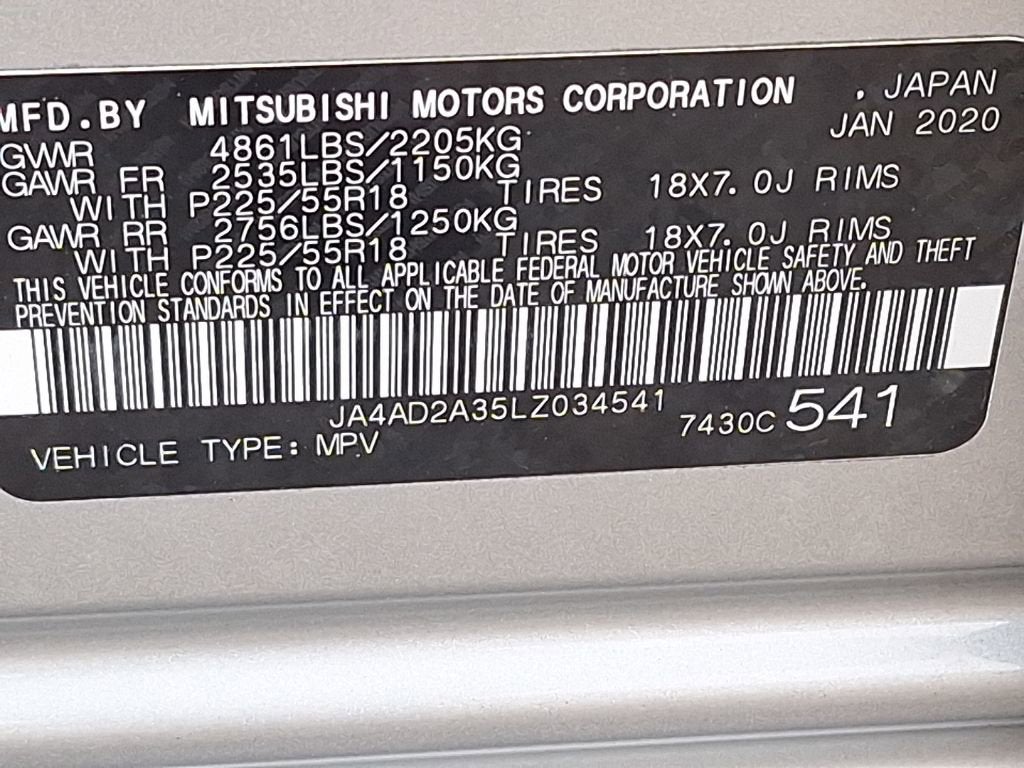 MFD.BY MITSUBISHI MOTORS CORPORATION . JAPAN
JAN 2020
GVWR 4861LBS/2205KG
GAWR FR 2535LBS/1150KG
WITH P225/55R18 TIRES 18X7.0J RIMS
GAWR RR 2756LBS/1250KG
WITH P225/55R18 TIRES 18X7.0J RIMS
THIS VEHICLE CONFORMS TO ALL APPLICABLE FEDERAL MOTOR VEHICLE SAFETY AND THEFT
PREVENTION STANDARDS IN EFFECT ON THE DATE OF MANUFACTURE SHOWN ABOVE.
JA4AD2A35LZ034541
VEHICLE TYPE: MPV 7430C 541